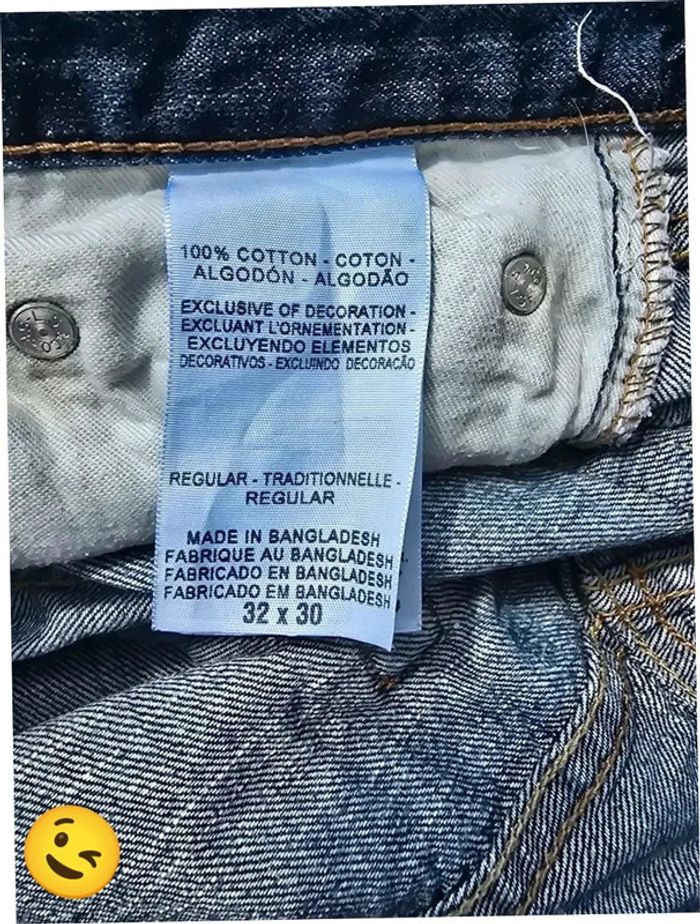 100% COTTON - COTON -
ALGODÓN - ALGODÃO
EXCLUSIVE OF DECORATION -
EXCLUANT L'ORNEMENTATION -
EXCLUYENDO ELEMENTOS
DECORATIVOS - EXCLUINDO DECORAÇÃO
REGULAR - TRADITIONNELLE -
REGULAR
MADE IN BANGLADESH
FABRIQUE AU BANGLADESH
FABRICADO EN BANGLADESH
FABRICADO EM BANGLADESH
32 x 30